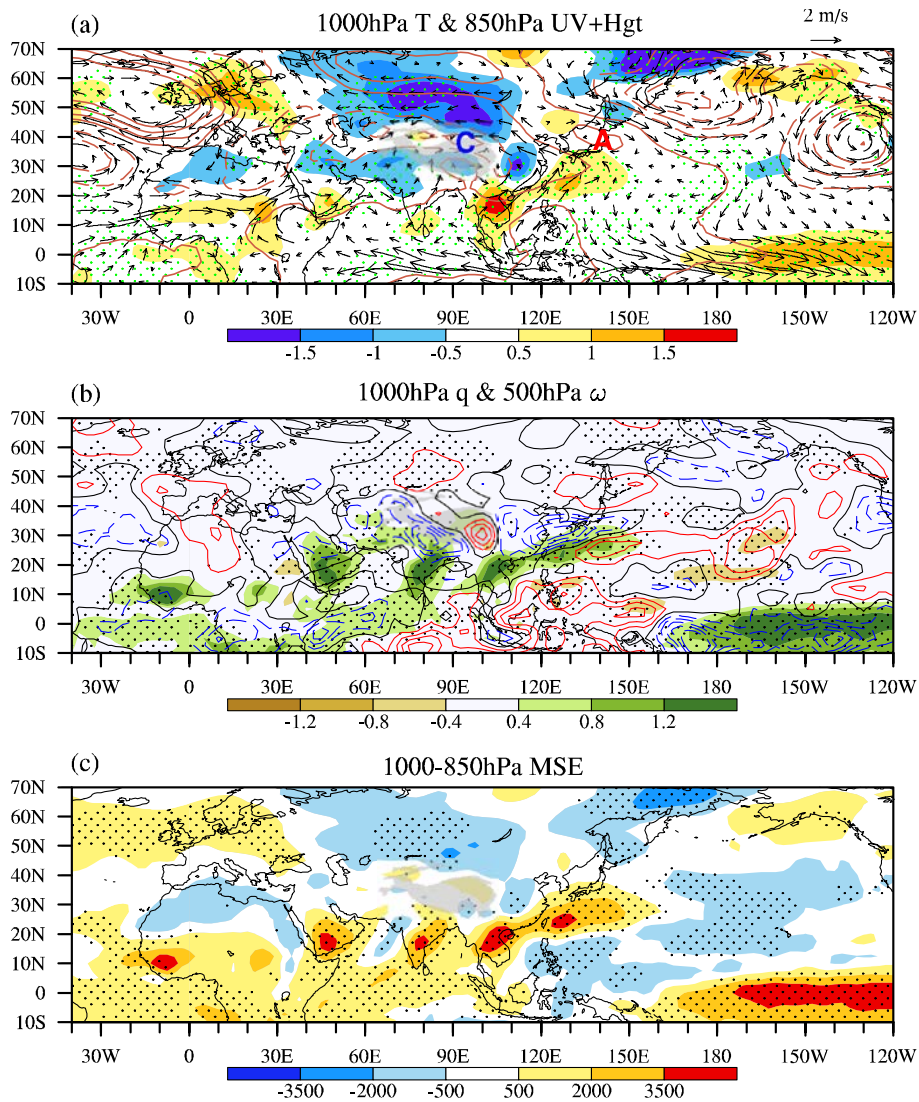 (a) 1000hPa T & 850hPa UV+Hgt 2 m/s
70N
60N
50N
40N
30N
20N
10N
0
10S
C
A
30W 0 30E 60E 90E 120E 150E 180 150W 120W
-1.5 -1 -0.5 0.5 1 1.5
(b) 1000hPa q & 500hPa ω
70N
60N
50N
40N
30N
20N
10N
0
10S
30W 0 30E 60E 90E 120E 150E 180 150W 120W
-1.2 -0.8 -0.4 0.4 0.8 1.2
(c) 1000-850hPa MSE
70N
60N
50N
40N
30N
20N
10N
0
10S
30W 0 30E 60E 90E 120E 150E 180 150W 120W
-3500 -2000 -500 500 2000 3500